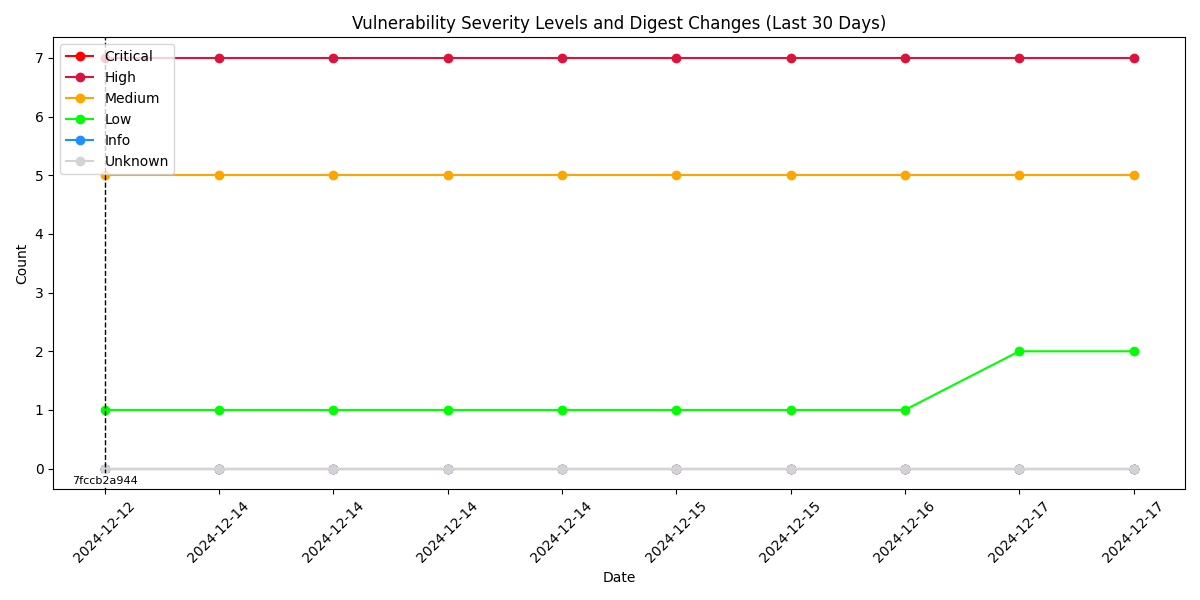 Vulnerability Severity Levels and Digest Changes (Last 30 Days)
Critical
High
Medium
Low
Info
Unknown
Count
7
6
5
4
3
2
1
0
7fccb2a944
2024-12-12
2024-12-14
2024-12-14
2024-12-14
2024-12-14
2024-12-15
2024-12-15
2024-12-16
2024-12-17
2024-12-17
Date